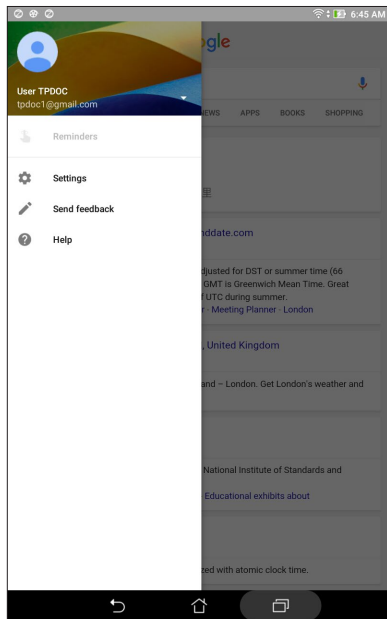 6:45 AM
ogle
User TPDOC
tpdoc1@gmail.com
EWS APPS BOOKS SHOPPING
Reminders
Settings
Send feedback
Help
里
nddate.com
djusted for DST or summer time (66
GMT is Greenwich Mean Time. Great
f UTC during summer.
r · Meeting Planner · London
, United Kingdom
and – London. Get London's weather and
National Institute of Standards and
Educational exhibits about
zed with atomic clock time.